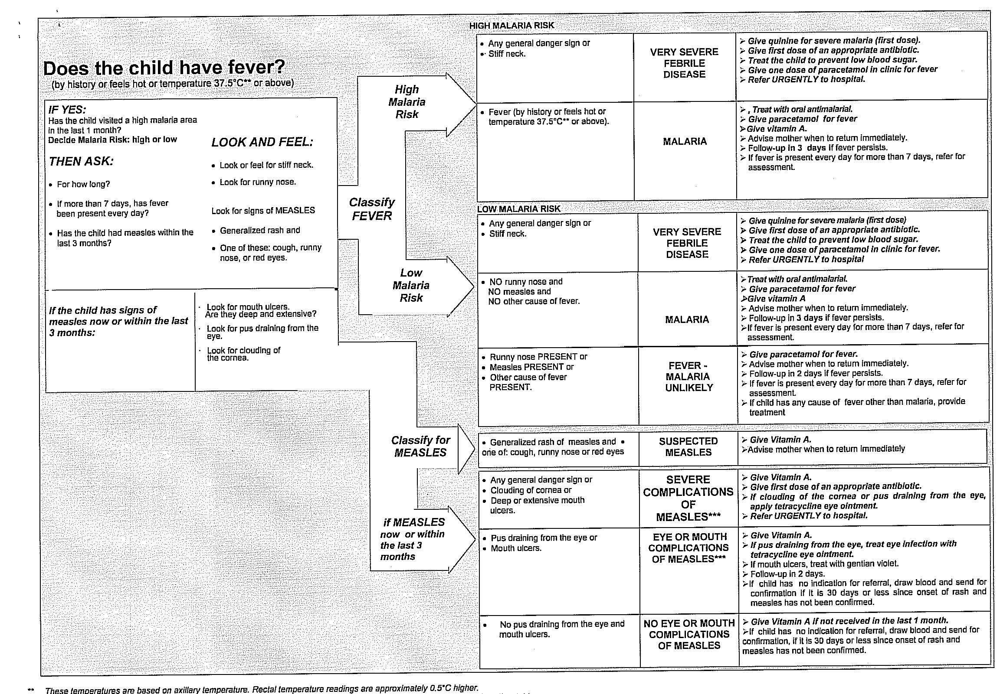 Does the child have fever?
(by history or feels hot or temperature 37.5°C** or above)
IF YES:
Has the child visited a high malaria area
in the last 1 month?
Decide Malaria Risk: high or low
THEN ASK:
• For how long?
• If more than 7 days, has fever
been present every day?
• Has the child had measles within the
last 3 months?
LOOK AND FEEL:
• Look or feel for stiff neck.
• Look for runny nose.
Look for signs of MEASLES
• Generalized rash and
• One of these: cough, runny
nose, or red eyes.
If the child has signs of
measles now or within the last
3 months:
· Look for mouth ulcers.
Are they deep and extensive?
· Look for pus draining from the
eye.
· Look for clouding of
the cornea.
Classify
FEVER
High
Malaria
Risk
Low
Malaria
Risk
Classify for
MEASLES
if MEASLES
now or within
the last 3
months
HIGH MALARIA RISK
• Any general danger sign or
• Stiff neck.
VERY SEVERE
FEBRILE
DISEASE
➢ Give quinine for severe malaria (first dose).
➢ Give first dose of an appropriate antibiotic.
➢ Treat the child to prevent low blood sugar.
➢ Give one dose of paracetamol in clinic for fever
➢ Refer URGENTLY to hospital.
• Fever (by history or feels hot or
temperature 37.5°C** or above).
MALARIA
➢ , Treat with oral antimalarial.
➢ Give paracetamol for fever
➢Give vitamin A.
➢ Advise mother when to return immediately.
➢ Follow-up in 3 days if fever persists.
➢ If fever is present every day for more than 7 days, refer for
assessment.
LOW MALARIA RISK
• Any general danger sign or
• Stiff neck.
VERY SEVERE
FEBRILE
DISEASE
➢ Give quinine for severe malaria (first dose)
➢ Give first dose of an appropriate antibiotic.
➢ Treat the child to prevent low blood sugar.
➢ Give one dose of paracetamol in clinic for fever.
➢ Refer URGENTLY to hospital
• NO runny nose and
NO measles and
NO other cause of fever.
MALARIA
➢Treat with oral antimalarial.
➢ Give paracetamol for fever
➢Give vitamin A
➢ Advise mother when to return immediately.
➢ Follow-up in 3 days if fever persists.
➢If fever is present every day for more than 7 days, refer for
assessment.
• Runny nose PRESENT or
• Measles PRESENT or
• Other cause of fever
PRESENT.
FEVER -
MALARIA
UNLIKELY
➢ Give paracetamol for fever.
➢ Advise mother when to return immediately.
➢ Follow-up in 2 days if fever persists.
➢ If fever is present every day for more than 7 days, refer for
assessment.
➢ If child has any cause of fever other than malaria, provide
treatment
• Generalized rash of measles and •
one of: cough, runny nose or red eyes
SUSPECTED
MEASLES
➢ Give Vitamin A.
➢Advise mother when to return immediately
• Any general danger sign or
• Clouding of cornea or
• Deep or extensive mouth
ulcers.
SEVERE
COMPLICATIONS
OF
MEASLES***
➢ Give Vitamin A.
➢ Give first dose of an appropriate antibiotic.
➢ If clouding of the cornea or pus draining from the eye,
apply tetracycline eye ointment.
➢ Refer URGENTLY to hospital.
• Pus draining from the eye or
• Mouth ulcers.
EYE OR MOUTH
COMPLICATIONS
OF MEASLES***
➢ Give Vitamin A.
➢ If pus draining from the eye, treat eye infection with
tetracycline eye ointment.
➢ If mouth ulcers, treat with gentian violet.
➢ Follow-up in 2 days.
➢If child has no indication for referral, draw blood and send for
confirmation if it is 30 days or less since onset of rash and
measles has not been confirmed.
• No pus draining from the eye and
mouth ulcers.
NO EYE OR MOUTH
COMPLICATIONS
OF MEASLES
➢ Give Vitamin A if not received in the last 1 month.
➢If child has no indication for referral, draw blood and send for
confirmation, if it is 30 days or less since onset of rash and
measles has not been confirmed.
** These temperatures are based on axillary temperature. Rectal temperature readings are approximately 0.5°C higher.